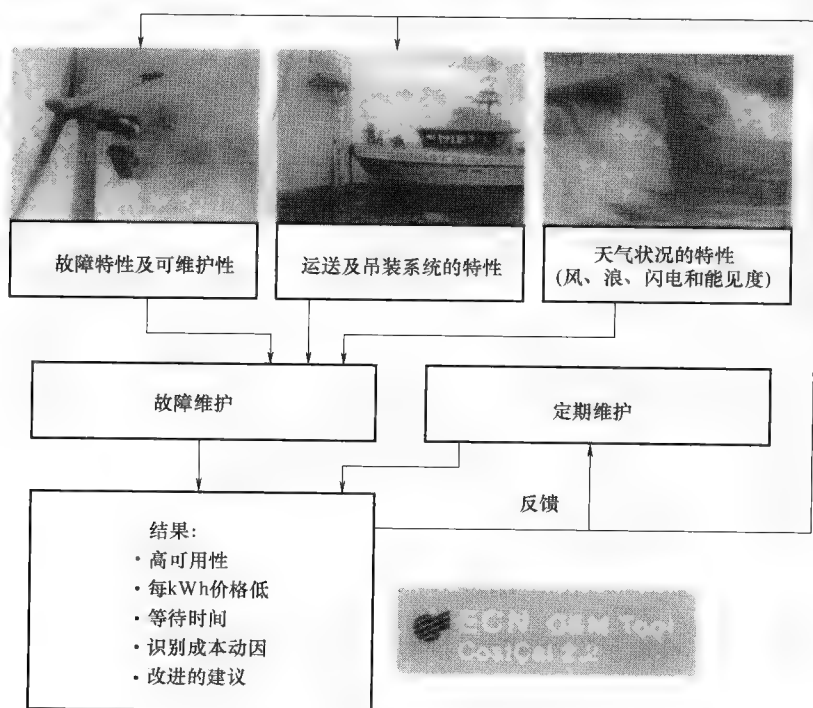 故障特性及可维护性
运送及吊装系统的特性
天气状况的特性
(风、浪、闪电和能见度)
故障维护
定期维护
反馈
结果:
·高可用性
·每kWh价格低
·等待时间
·识别成本动因
·改进的建议
ECN O&M Tool